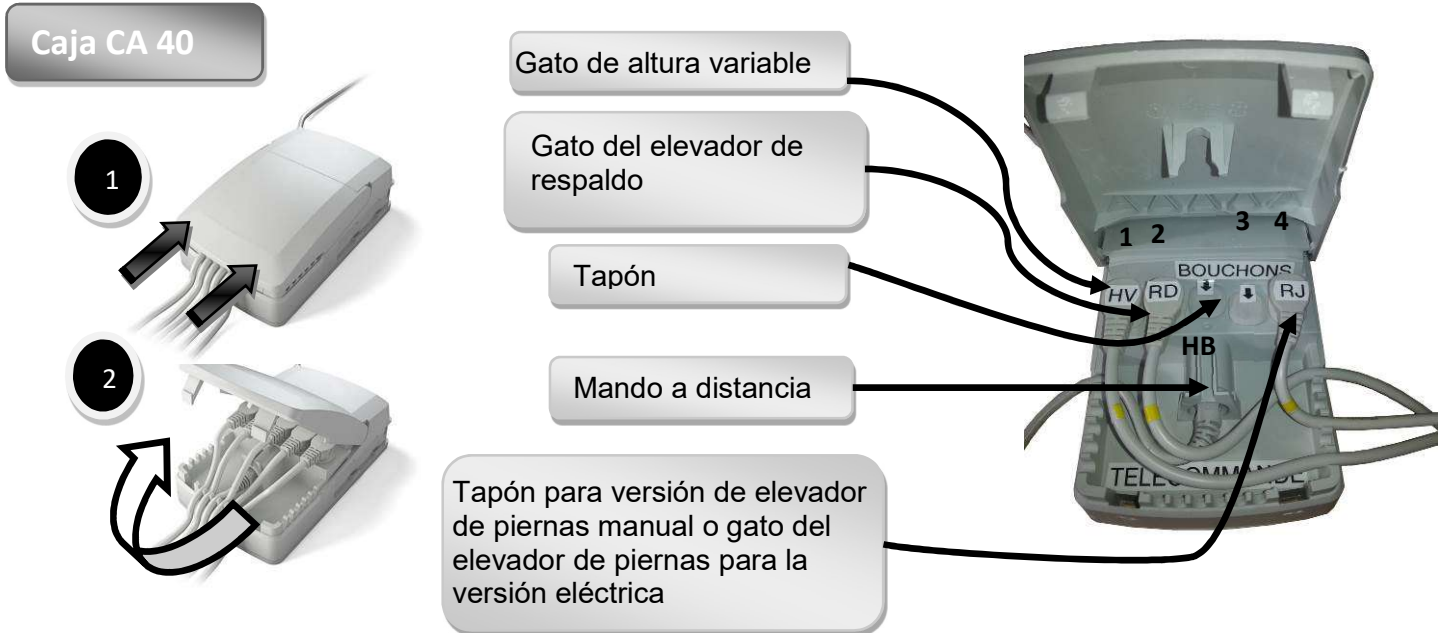 Caja CA 40
1
2
Gato de altura variable
Gato del elevador de
respaldo
Tapón
Mando a distancia
Tapón para versión de elevador
de piernas manual o gato del
elevador de piernas para la
versión eléctrica
1 2 3 4
BOUCHONS
HV RD RJ
HB
TELECOMMANDE